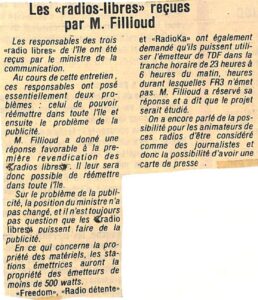 Les «radios-libres» reçues
par M. Fillioud
Les responsables des trois
«radio libres» de l'Ile ont été
reçus par le ministre de la
communication.
Au cours de cette entretien,
ces responsables ont posé
essentiellement deux pro-
blèmes : celui de pouvoir
réémettre dans toute l'Ile et
ensuite le problème de la
publicité.
M. Fillioud a donné une
réponse favorable à la pre-
mière revendication des
«radios libres». Il leur sera
donc possible de réémettre
dans toute l'Ile.
Sur le problème de la publi-
cité, la position du ministre n'a
pas changé, et il n'est toujours
pas question que les «radio
libres» puissent faire de la
publicité.
En ce qui concerne la pro-
priété des matériels, les sta-
tions émettrices auront la
propriété des émetteurs de
moins de 500 watts.
«Freedom», «Radio détente»
et «RadioKa» ont également
demandé qu'ils puissent utili-
ser l'émetteur de TDF dans la
tranche horaire de 23 heures à
6 heures du matin, heures
durant lesquelles FR3 n'émet
pas. M. Fillioud a réservé sa
réponse et a dit que le projet
serait étudié.
On a encore parlé de la pos-
sibilité pour les animateurs de
ces radios d'être considéré
comme des journalistes et
donc la possibilité d'avoir une
carte de presse.